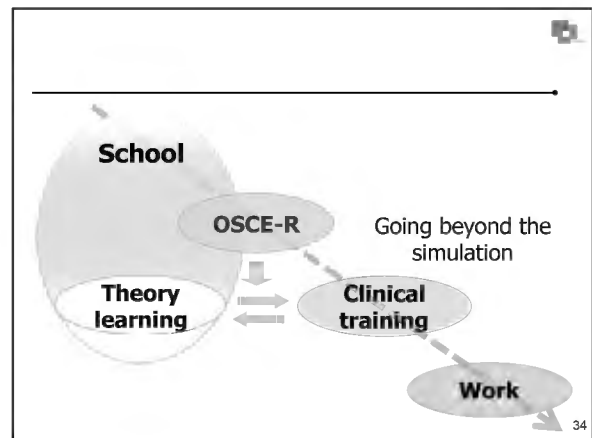 School
OSCE-R
Going beyond the
simulation
Theory
learning
Clinical
training
Work
34